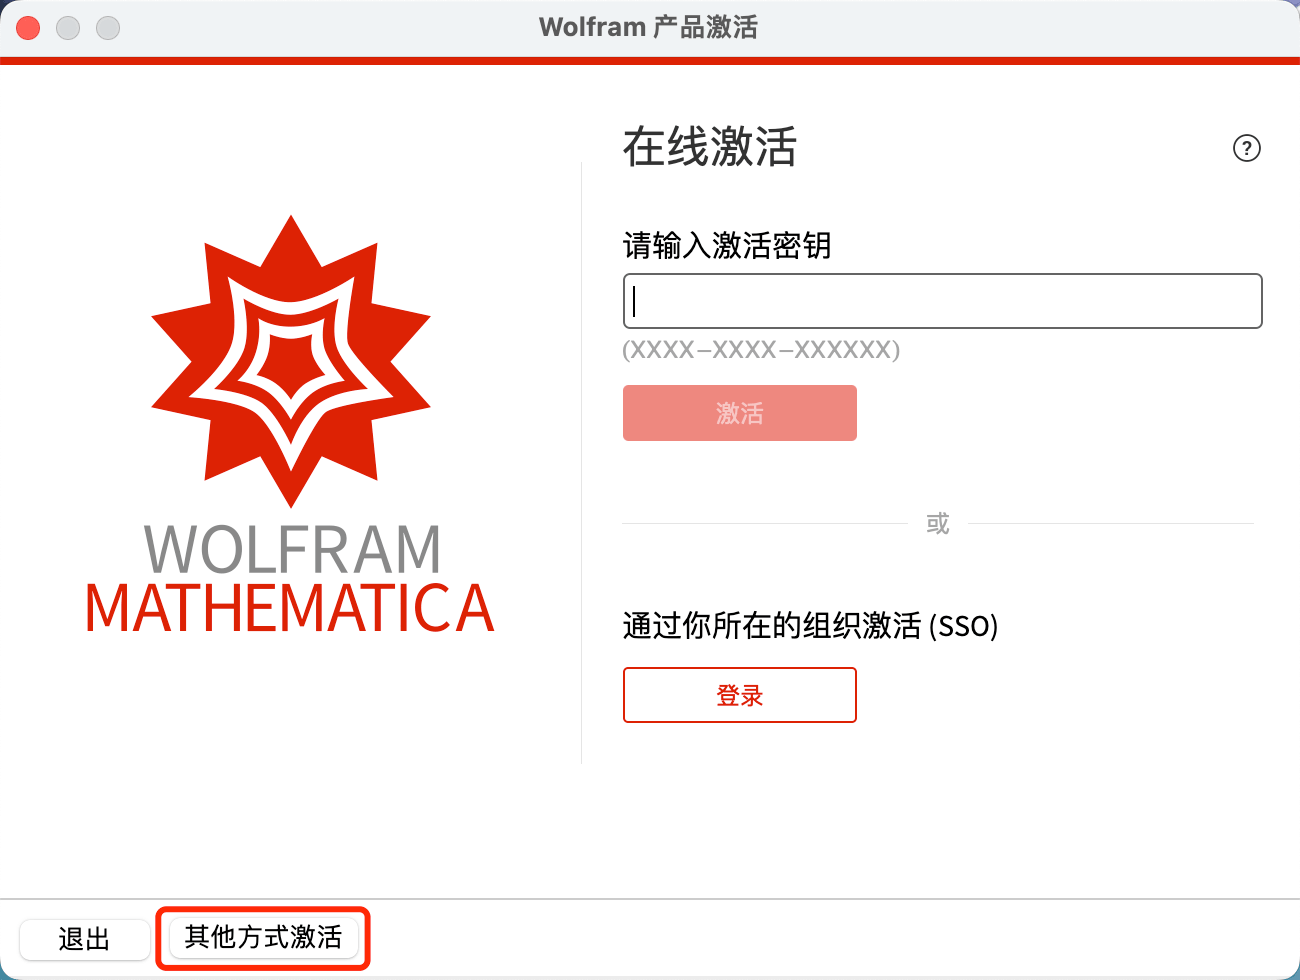 Wolfram 产品激活
在线激活
?
请输入激活密钥
(XXXX–XXXX–XXXXXX)
激活
或
通过你所在的组织激活 (SSO)
登录
WOLFRAM
MATHEMATICA
退出
其他方式激活